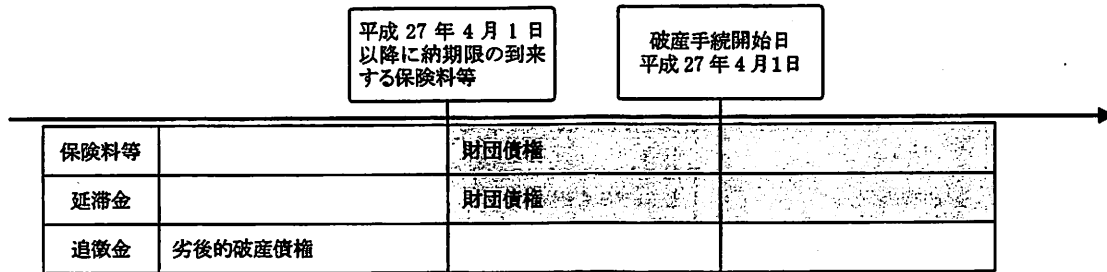 平成 27 年 4 月 1 日
以降に納期限の到来
する保険料等
破産手続開始日
平成 27 年 4 月1日
保険料等
財団債権
延滞金
財団債権
追徴金
劣後的破産債権